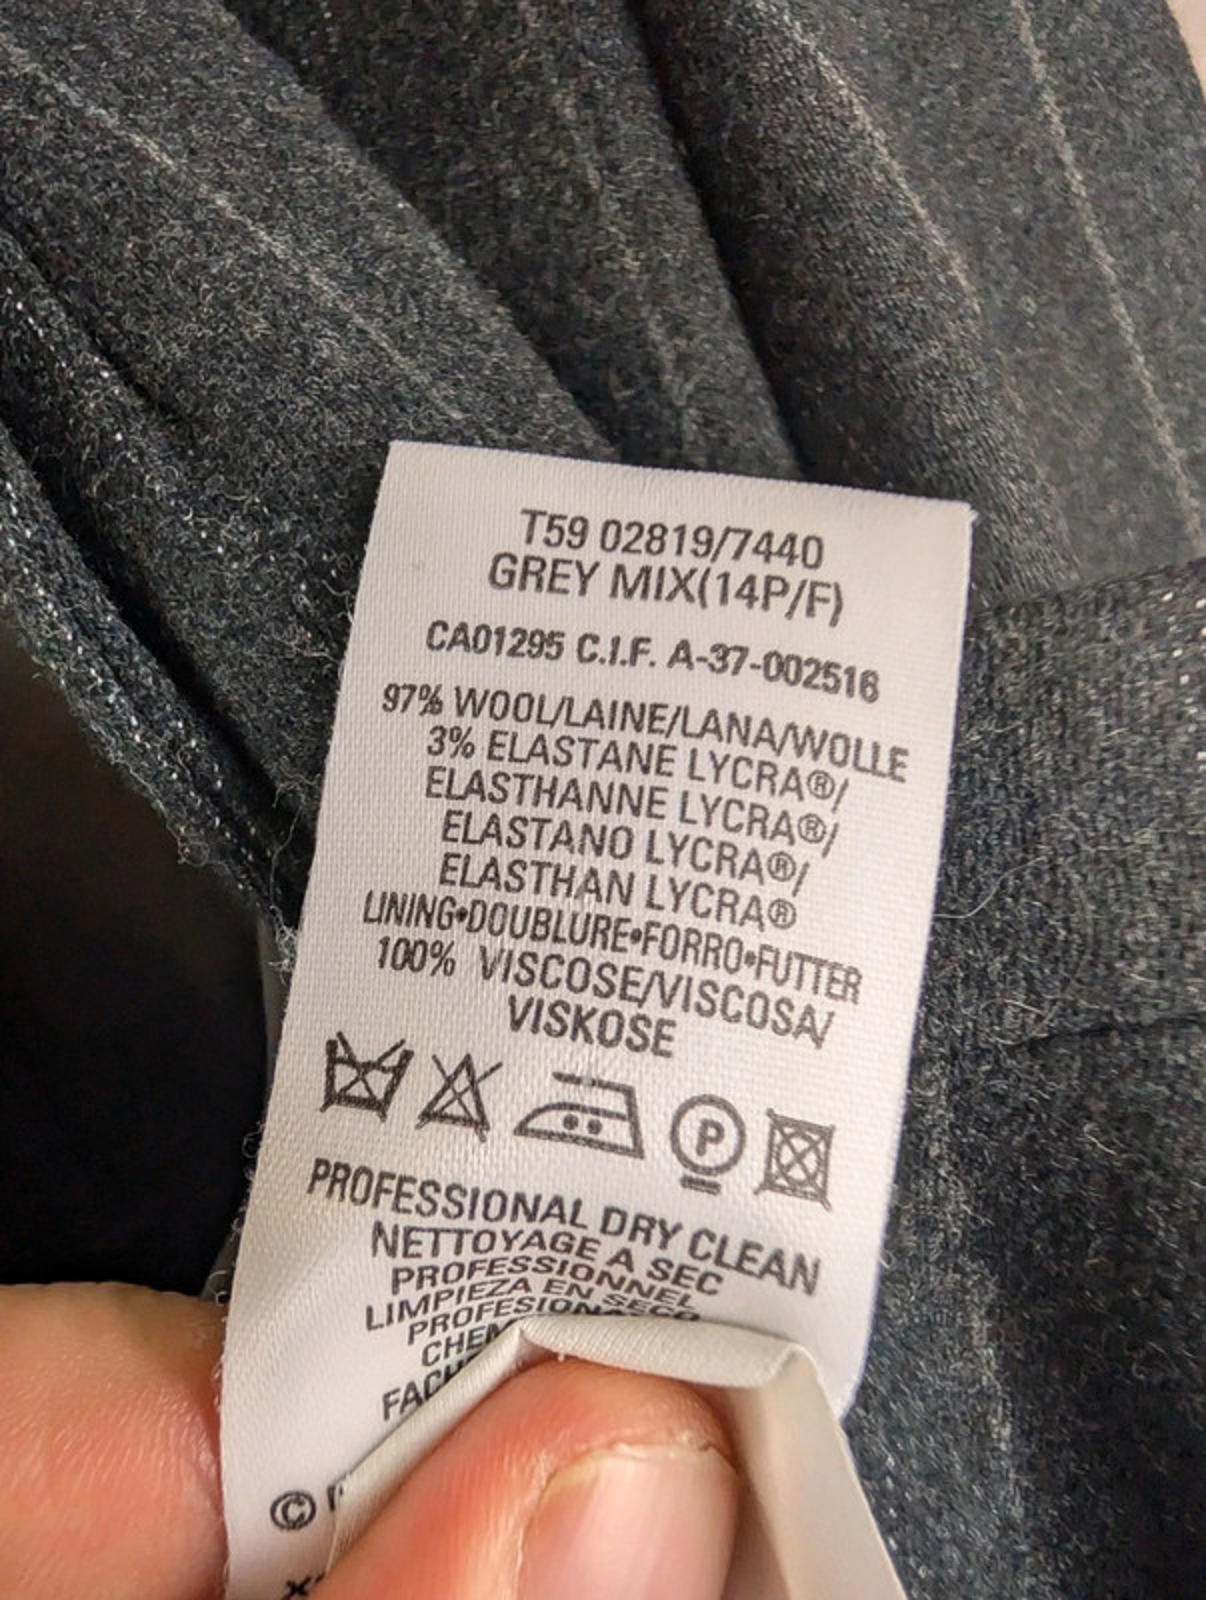 T59 02819/7440
GREY MIX(14P/F)
CA01295 C.I.F. A-37-002516
97% WOOL/LAINE/LANA/WOLLE
3% ELASTANE LYCRA®/
ELASTHANNE LYCRA®/
ELASTANO LYCRA®/
ELASTHAN LYCRA®
LINING•DOUBLURE•FORRO•FUTTER
100% VISCOSE/VISCOSA/
VISKOSE
P
PROFESSIONAL DRY CLEAN
NETTOYAGE A SEC
PROFESSIONNEL
LIMPIEZA EN SECO
©